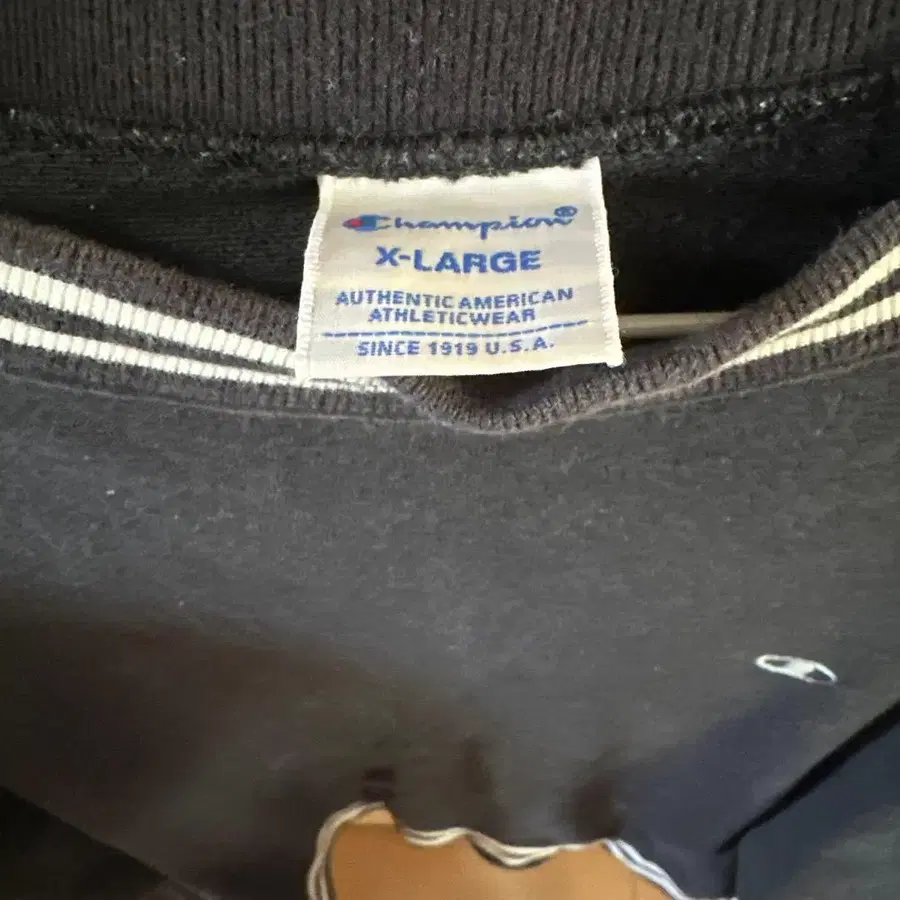 Champion®
X-LARGE
AUTHENTIC AMERICAN
ATHLETICWEAR
SINCE 1919 U.S.A.